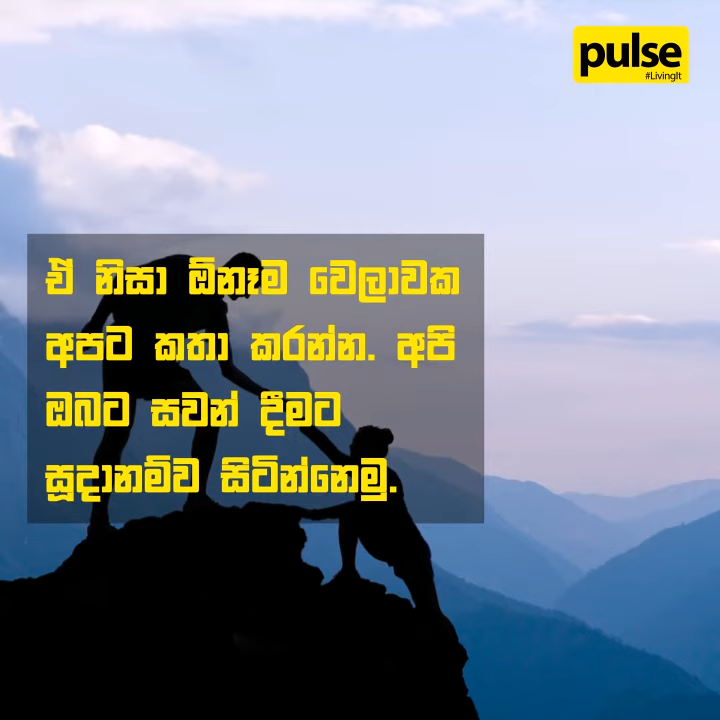 pulse
#LivingIt
ඒ නිසා ඕනෑම වෙලාවක
අපට කතා කරන්න. අපි
ඔබට සවන් දීමට
සූදානම්ව සිටින්නෙමු.